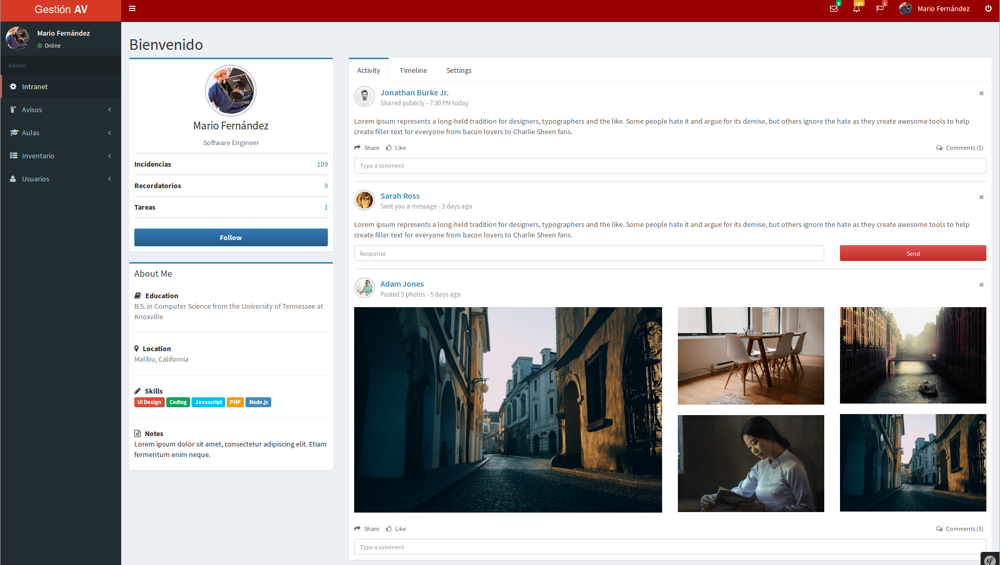 Gestión AV
9
109
1
Mario Fernández
Mario Fernández
Online
Admin
Intranet
Avisos
Aulas
Inventario
Usuarios
Bienvenido
Mario Fernández
Software Engineer
Incidencias 109
Recordatorios 9
Tareas 1
Follow
About Me
Education
B.S. in Computer Science from the University of Tennessee at
Knoxville
Location
Malibu, California
Skills
UI Design Coding Javascript PHP Node.js
Notes
Lorem ipsum dolor sit amet, consectetur adipiscing elit. Etiam
fermentum enim neque.
Activity Timeline Settings
Jonathan Burke Jr.
Shared publicly - 7:30 PM today
Lorem ipsum represents a long-held tradition for designers, typographers and the like. Some people hate it and argue for its demise, but others ignore the hate as they create awesome tools to help
create filler text for everyone from bacon lovers to Charlie Sheen fans.
Share Like Comments (5)
Type a comment
Sarah Ross
Sent you a message - 3 days ago
Lorem ipsum represents a long-held tradition for designers, typographers and the like. Some people hate it and argue for its demise, but others ignore the hate as they create awesome tools to help
create filler text for everyone from bacon lovers to Charlie Sheen fans.
Response Send
Adam Jones
Posted 5 photos - 5 days ago
Share Like Comments (5)
Type a comment
sf